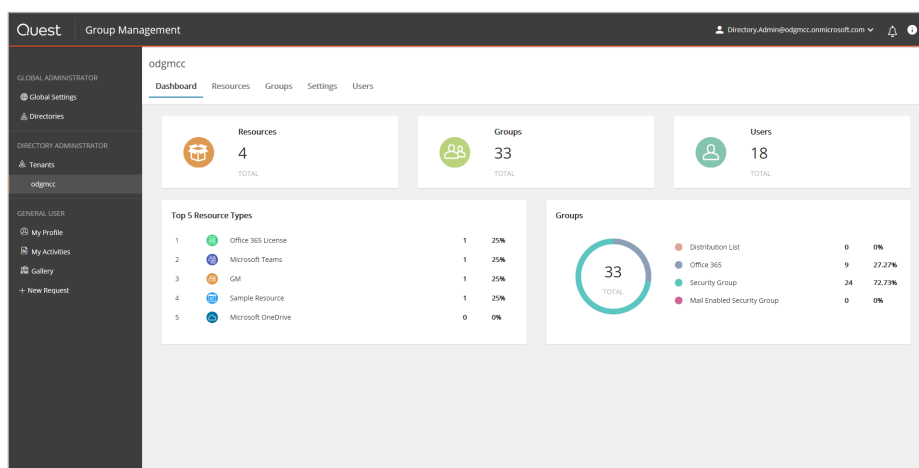 Quest Group Management
Directory.Admin@odgmcc.onmicrosoft.com
GLOBAL ADMINISTRATOR
Global Settings
Directories
DIRECTORY ADMINISTRATOR
Tenants
odgmcc
GENERAL USER
My Profile
My Activities
Gallery
+ New Request
odgmcc
Dashboard Resources Groups Settings Users
Resources
4
TOTAL
Groups
33
TOTAL
Users
18
TOTAL
Top 5 Resource Types
1 Office 365 License 1 25%
2 Microsoft Teams 1 25%
3 GM 1 25%
4 Sample Resource 1 25%
5 Microsoft OneDrive 0 0%
Groups
33
TOTAL
Distribution List 0 0%
Office 365 9 27.27%
Security Group 24 72.73%
Mail Enabled Security Group 0 0%